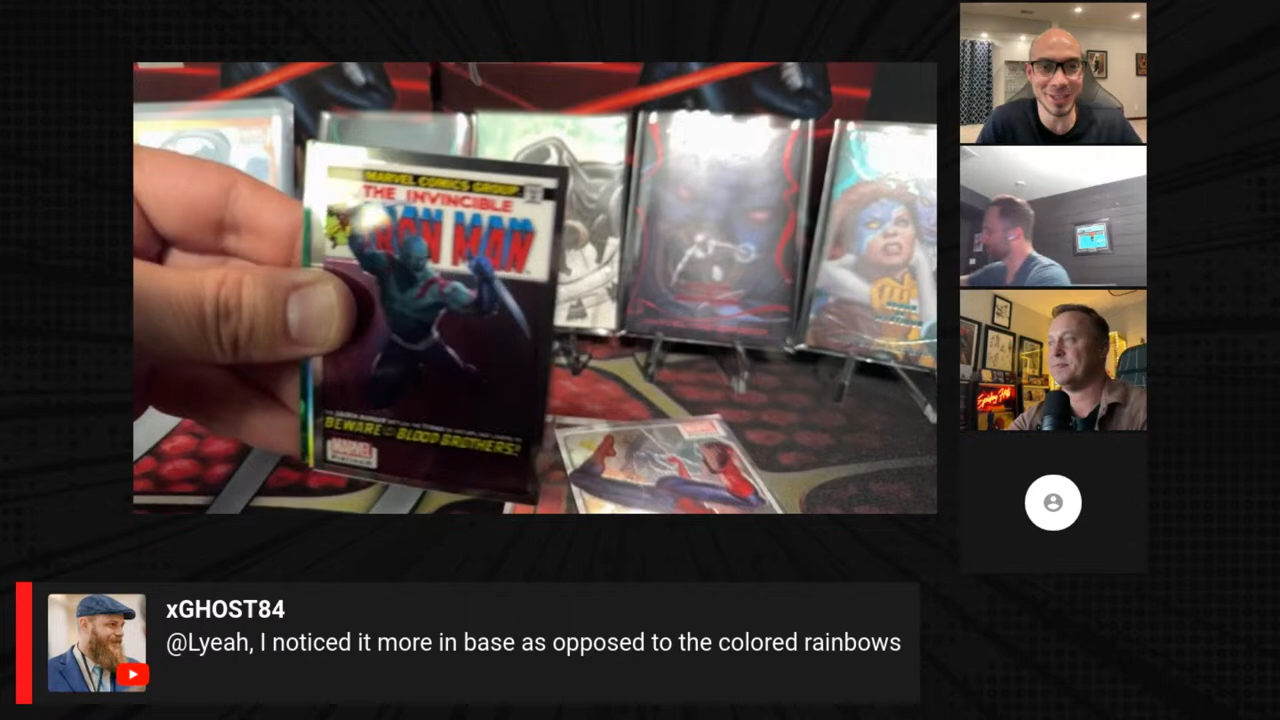 MARVEL COMICS GROUP
THE INVINCIBLE
IRON MAN
BEWARE THE BLOOD BROTHERS!
MARVEL
xGHOST84
@Lyeah, I noticed it more in base as opposed to the colored rainbows